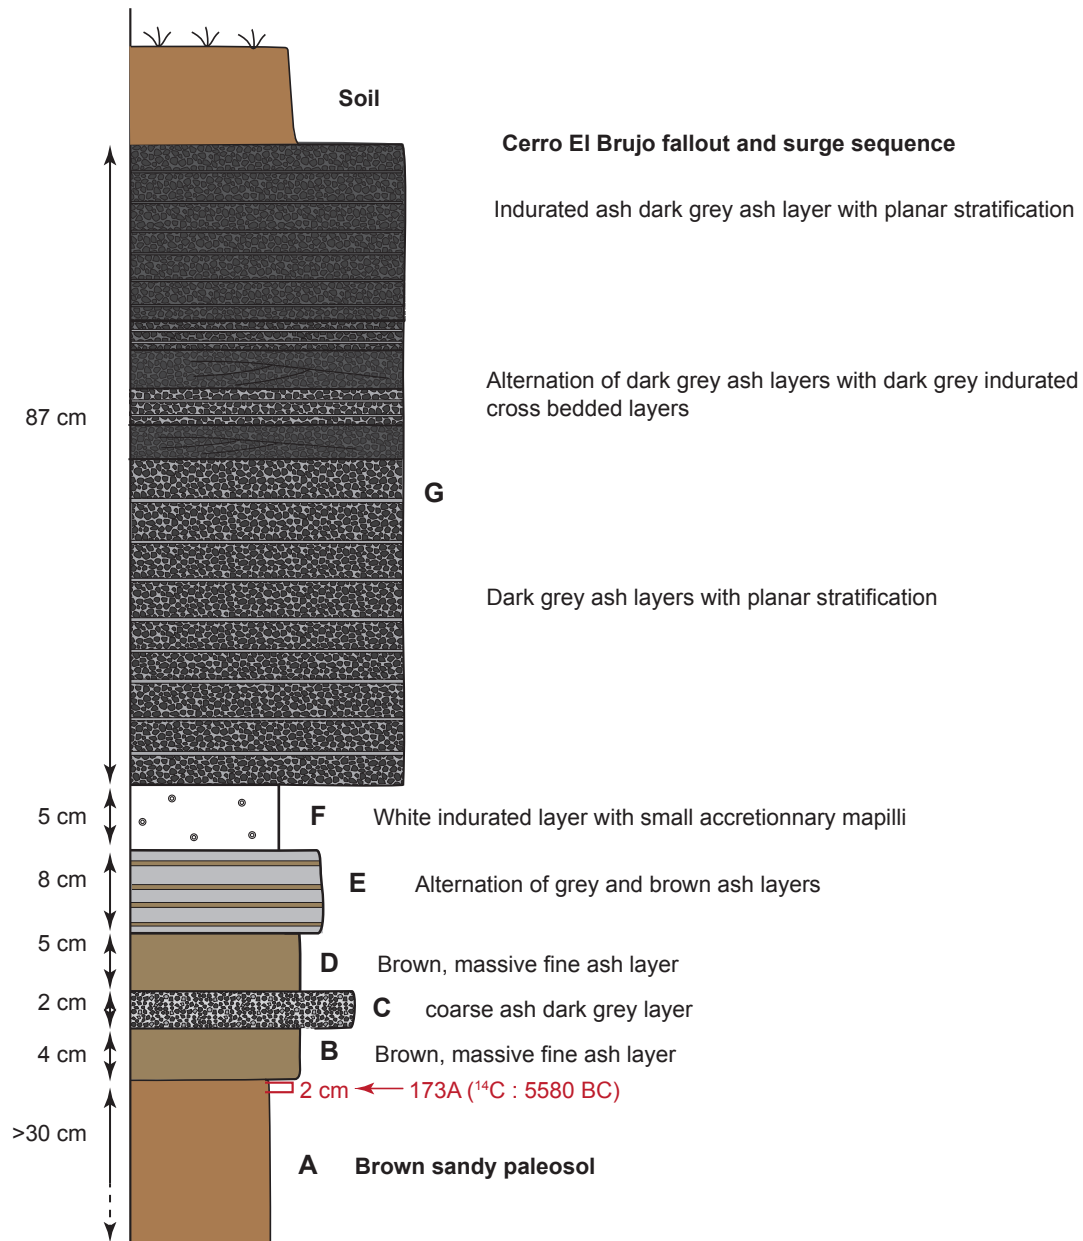 Soil
Cerro El Brujo fallout and surge sequence
Indurated ash dark grey ash layer with planar stratification
Alternation of dark grey ash layers with dark grey indurated
cross bedded layers
87 cm
G
Dark grey ash layers with planar stratification
5 cm
F
White indurated layer with small accretionnary mapilli
8 cm
E
Alternation of grey and brown ash layers
5 cm
D
Brown, massive fine ash layer
2 cm
C
coarse ash dark grey layer
4 cm
B
Brown, massive fine ash layer
2 cm
173A (¹⁴C : 5580 BC)
>30 cm
A
Brown sandy paleosol